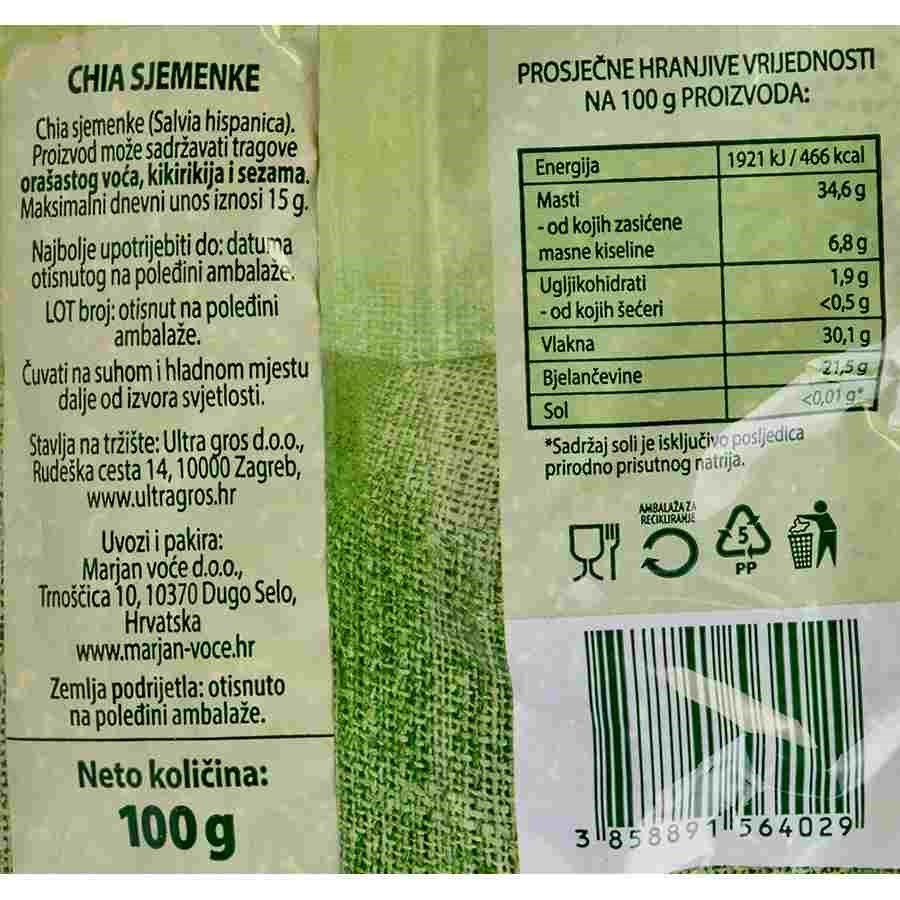 CHIA SJEMENKE
Chia sjemenke (Salvia hispanica).
Proizvod može sadržavati tragove
orašastog voća, kikirikija i sezama.
Maksimalni dnevni unos iznosi 15 g.
Najbolje upotrijebiti do: datuma
otisnutog na poleđini ambalaže.
LOT broj: otisnut na poleđini
ambalaže.
Čuvati na suhom i hladnom mjestu
dalje od izvora svjetlosti.
Stavlja na tržište: Ultra gros d.o.o.,
Rudeška cesta 14, 10000 Zagreb,
www.ultragros.hr
Uvozi i pakira:
Marjan voće d.o.o.,
Trnoščica 10, 10370 Dugo Selo,
Hrvatska
www.marjan-voce.hr
Zemlja podrijetla: otisnuto
na poleđini ambalaže.
Neto količina:
100 g
PROSJEČNE HRANJIVE VRIJEDNOSTI
NA 100 g PROIZVODA:
Energija 1921 kJ / 466 kcal
Masti 34,6 g
- od kojih zasićene
masne kiseline 6,8 g
Ugljikohidrati 1,9 g
- od kojih šećeri <0,5 g
Vlakna 30,1 g
Bjelančevine 21,5 g
Sol <0,01 g*
*Sadržaj soli je isključivo posljedica
prirodno prisutnog natrija.
AMBALAŽA ZA
RECIKLIRANJE
5
PP
3 858891 564029